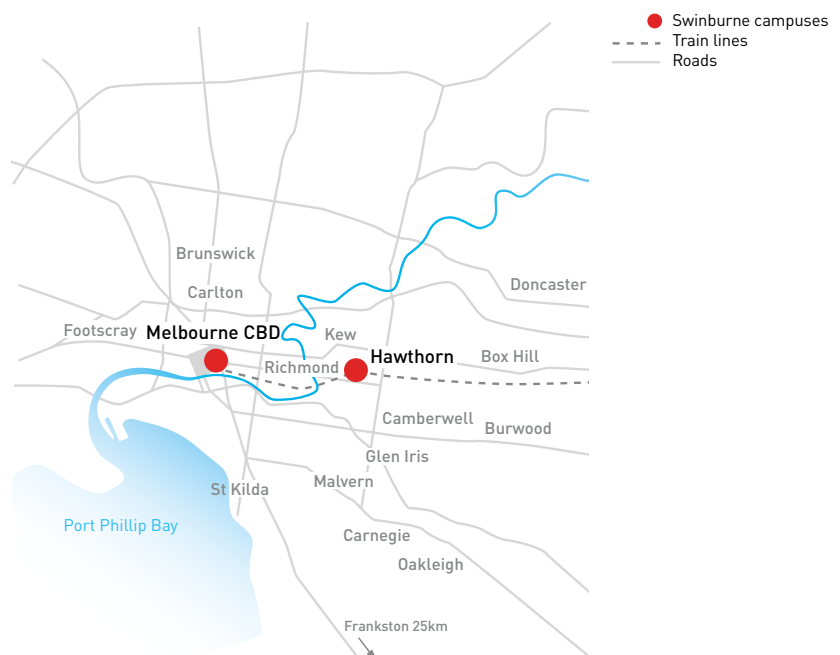 Swinburne campuses
Train lines
Roads
Brunswick
Doncaster
Carlton
Footscray
Melbourne CBD
Kew
Hawthorn
Box Hill
Richmond
Camberwell
Burwood
Glen Iris
Malvern
St Kilda
Port Phillip Bay
Carnegie
Oakleigh
Frankston 25km